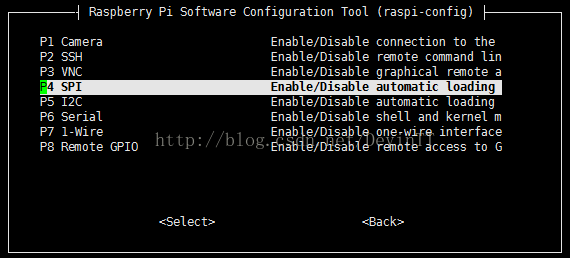 Raspberry Pi Software Configuration Tool (raspi-config)
P1 Camera Enable/Disable connection to the
P2 SSH Enable/Disable remote command lin
P3 VNC Enable/Disable graphical remote a
P4 SPI Enable/Disable automatic loading
P5 I2C Enable/Disable automatic loading
P6 Serial Enable/Disable shell and kernel m
P7 1-Wire Enable/Disable one-wire interface
P8 Remote GPIO Enable/Disable remote access to G
http://blog.csdn.net/DevinTT
<Select> <Back>